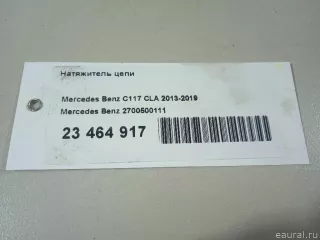 Натяжитель цепи
Mercedes Benz C117 CLA 2013-2019
Mercedes Benz 2700500111
23 464 917
eaural.ru